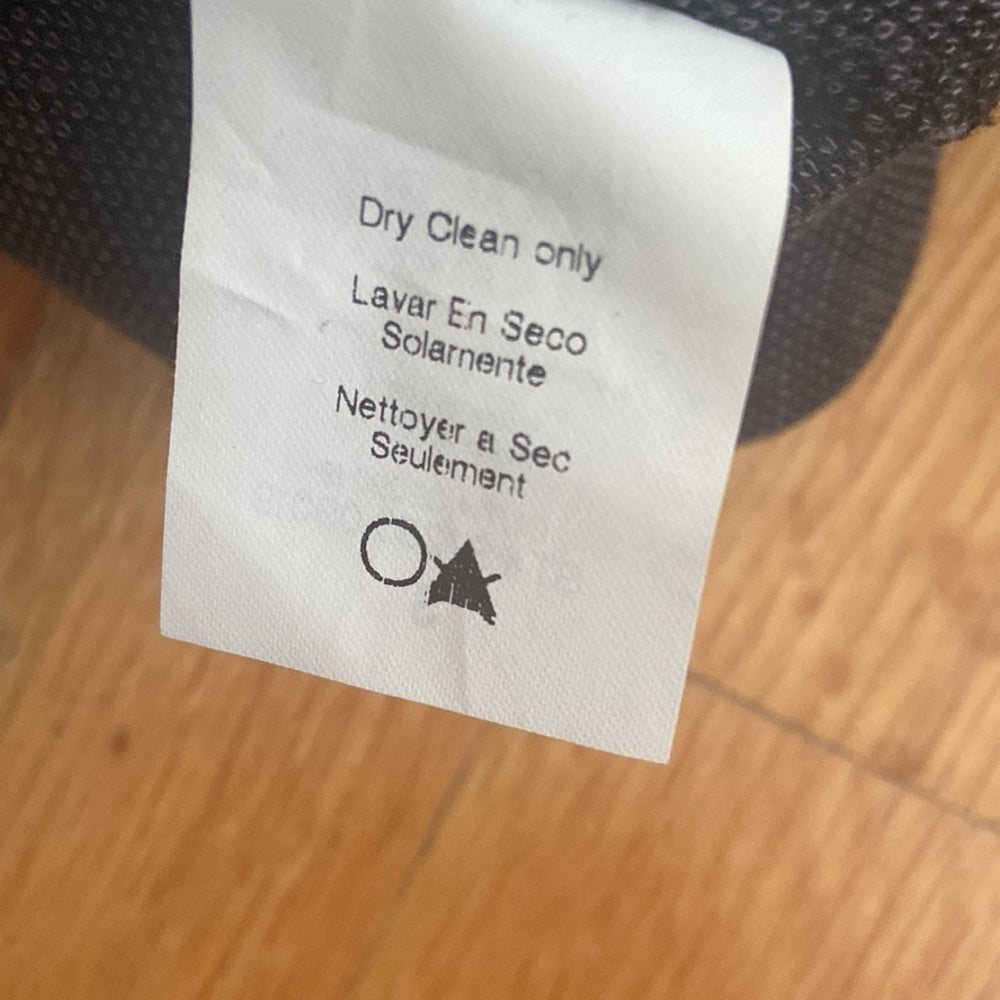 Dry Clean only
Lavar En Seco
Solarnente
Nettoyer a Sec
Seulement